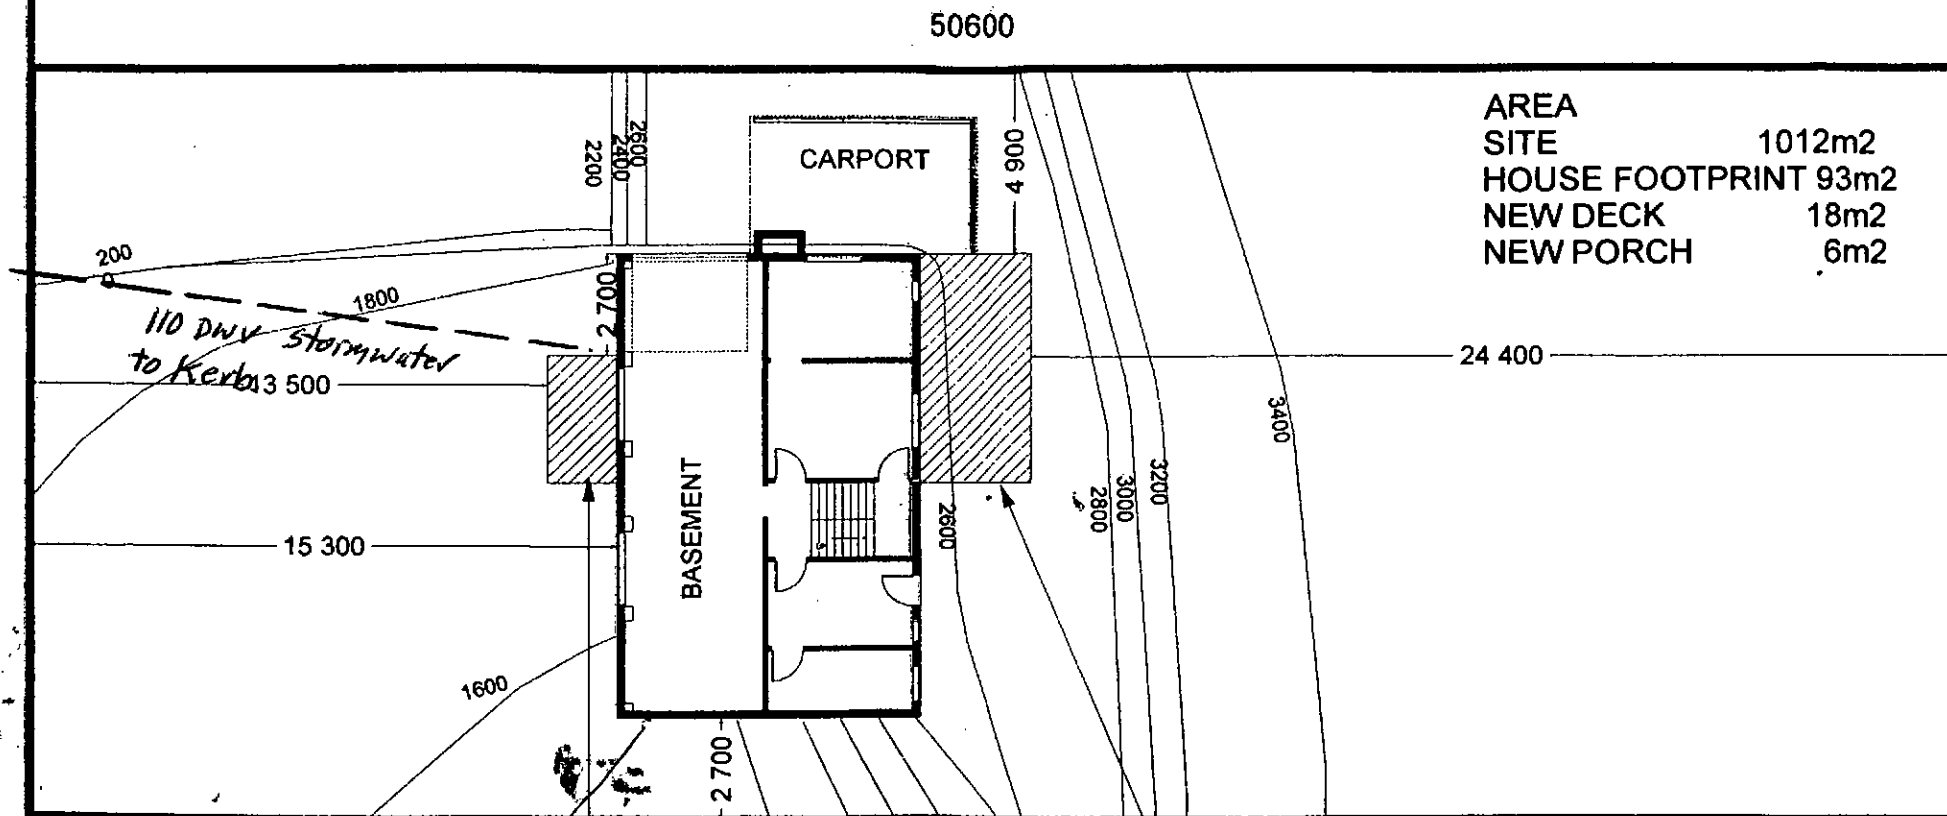 50600
AREA
SITE 1012m2
HOUSE FOOTPRINT 93m2
NEW DECK 18m2
NEW PORCH 6m2
CARPORT
2200
2400
2600
4 900
200
1800
2 700
110 DWV stormwater
to Kerb
13 500
24 400
3400
BASEMENT
2600
2800
3000
3200
15 300
1600
2 700